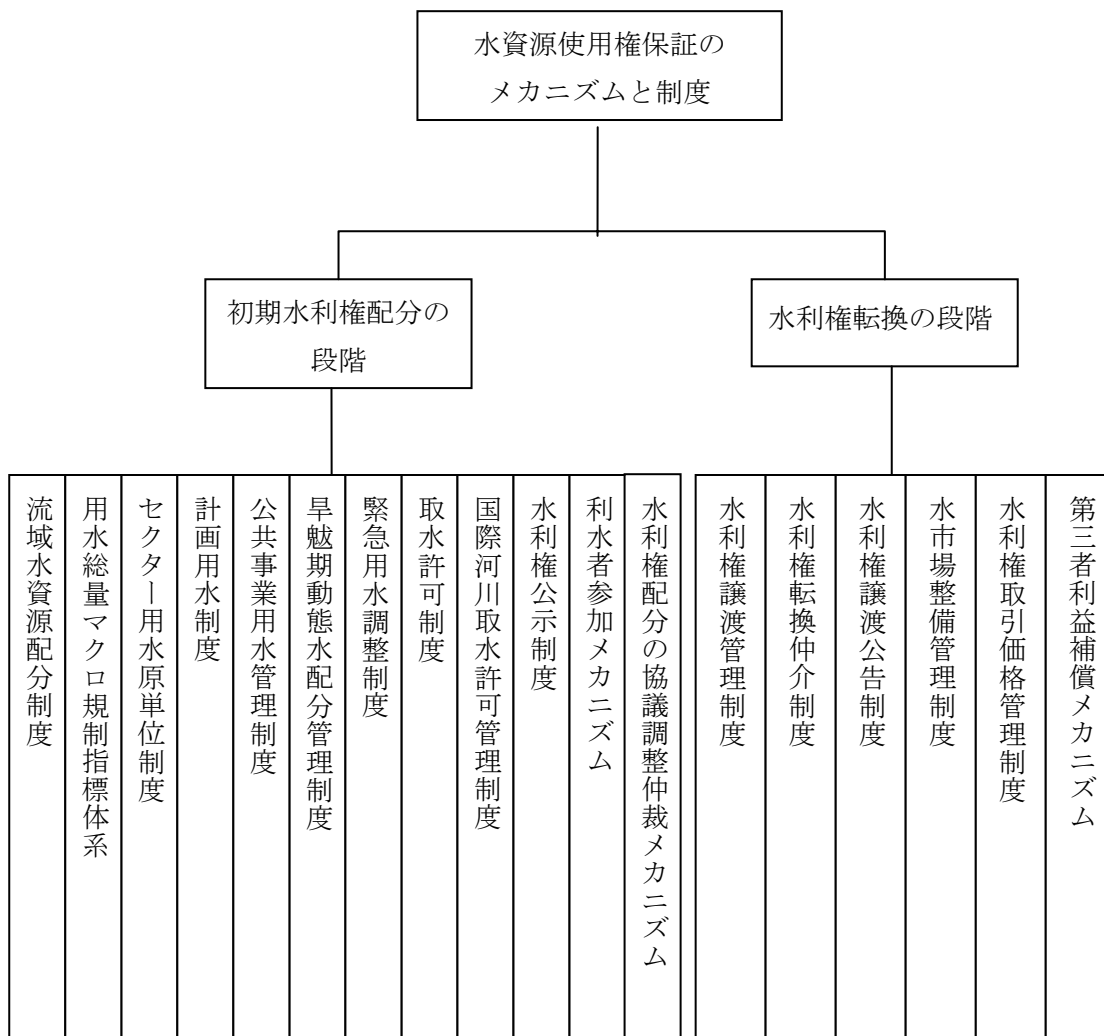 水資源使用権保証の
メカニズムと制度
初期水利権配分の
段階
水利権転換の段階
流域水資源配分制度
用水総量マクロ規制指標体系
セクター用水原単位制度
計画用水制度
公共事業用水管理制度
旱魃期動態水配分管理制度
緊急用水調整制度
取水許可制度
国際河川取水許可管理制度
水利権公示制度
利水者参加メカニズム
水利権配分の協議調整仲裁メカニズム
水利権譲渡管理制度
水利権転換仲介制度
水利権譲渡公告制度
水市場整備管理制度
水利権取引価格管理制度
第三者利益補償メカニズム